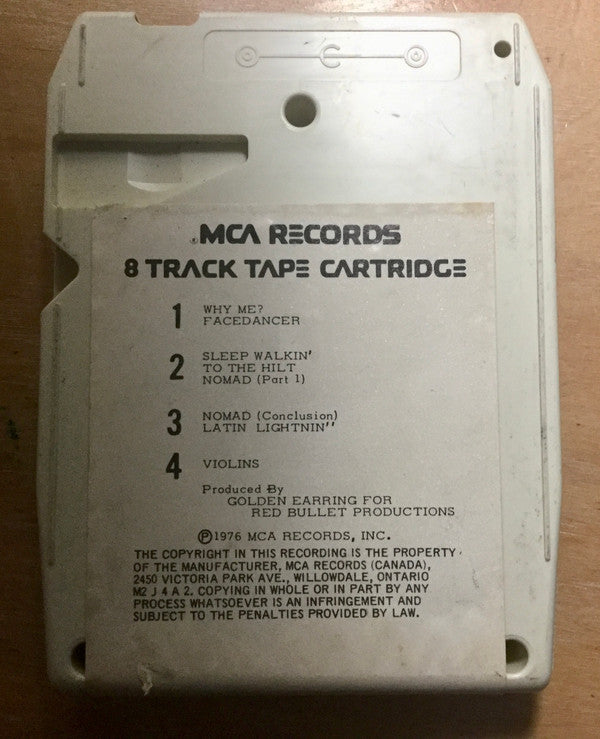 ®MCA RECORDS
8 TRACK TAPE CARTRIDGE
1 WHY ME?
FACEDANCER
2 SLEEP WALKIN'
TO THE HILT
NOMAD (Part 1)
3 NOMAD (Conclusion)
LATIN LIGHTNIN''
4 VIOLINS
Produced By
GOLDEN EARRING FOR
RED BULLET PRODUCTIONS
℗1976 MCA RECORDS, INC.
THE COPYRIGHT IN THIS RECORDING IS THE PROPERTY
OF THE MANUFACTURER, MCA RECORDS (CANADA),
2450 VICTORIA PARK AVE., WILLOWDALE, ONTARIO
M2 J 4 A 2. COPYING IN WHOLE OR IN PART BY ANY
PROCESS WHATSOEVER IS AN INFRINGEMENT AND
SUBJECT TO THE PENALTIES PROVIDED BY LAW.